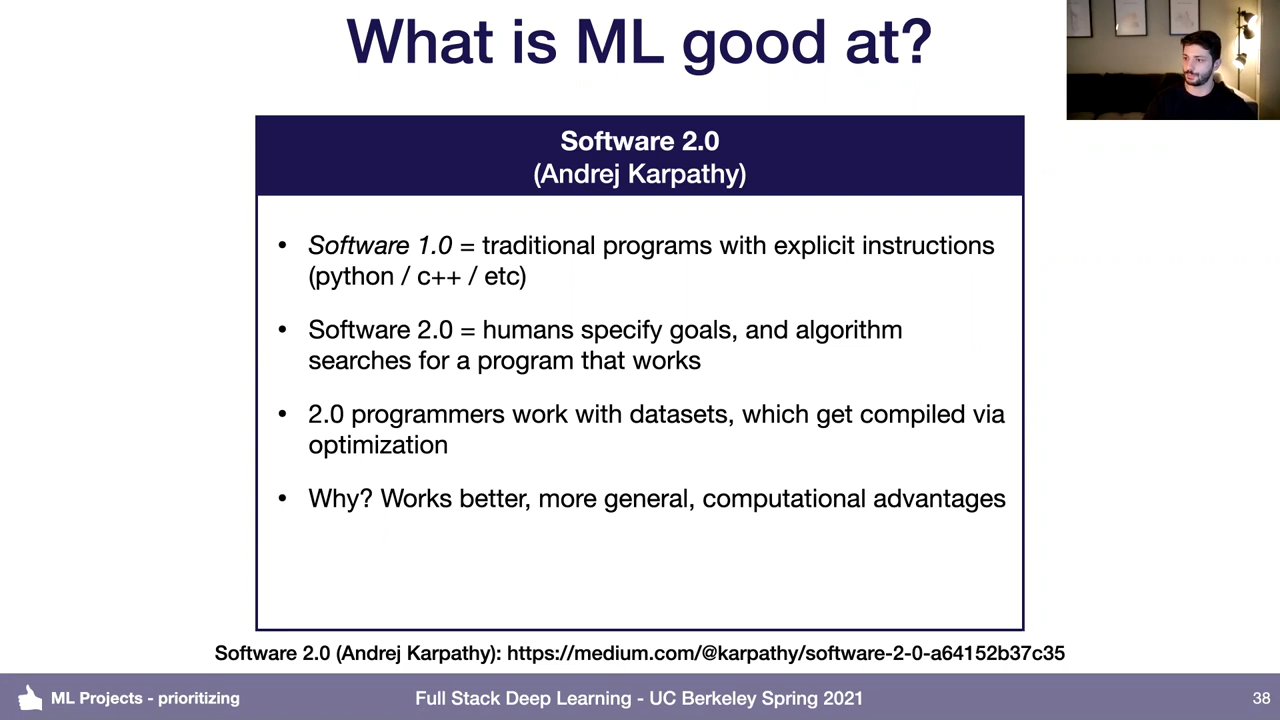 What is ML good at?
Software 2.0
(Andrej Karpathy)
• Software 1.0 = traditional programs with explicit instructions
(python / c++ / etc)
• Software 2.0 = humans specify goals, and algorithm
searches for a program that works
• 2.0 programmers work with datasets, which get compiled via
optimization
• Why? Works better, more general, computational advantages
Software 2.0 (Andrej Karpathy): https://medium.com/@karpathy/software-2-0-a64152b37c35
ML Projects - prioritizing
Full Stack Deep Learning - UC Berkeley Spring 2021
38